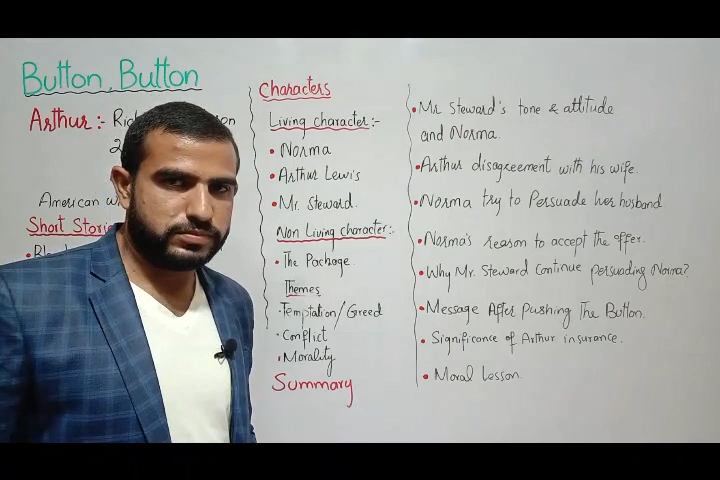 Button, Button
Arthur:- Ric son
2
American w
Short Storie
Characters
Living character:-
• Norma
• Arthur Lewis
• Mr. Steward.
Non Living character:-
• The Package.
Themes
• Temptation/Greed
• Conflict
• Morality
Summary
• Mr Steward's tone & attitude
and Norma.
• Arthur disagreement with his wife.
• Norma try to Persuade her husband
• Norma's reason to accept the offer.
• Why Mr. Steward Continue persuading Norma?
• Message After Pushing The Button.
• Significance of Arthur insurance.
• Moral Lesson.